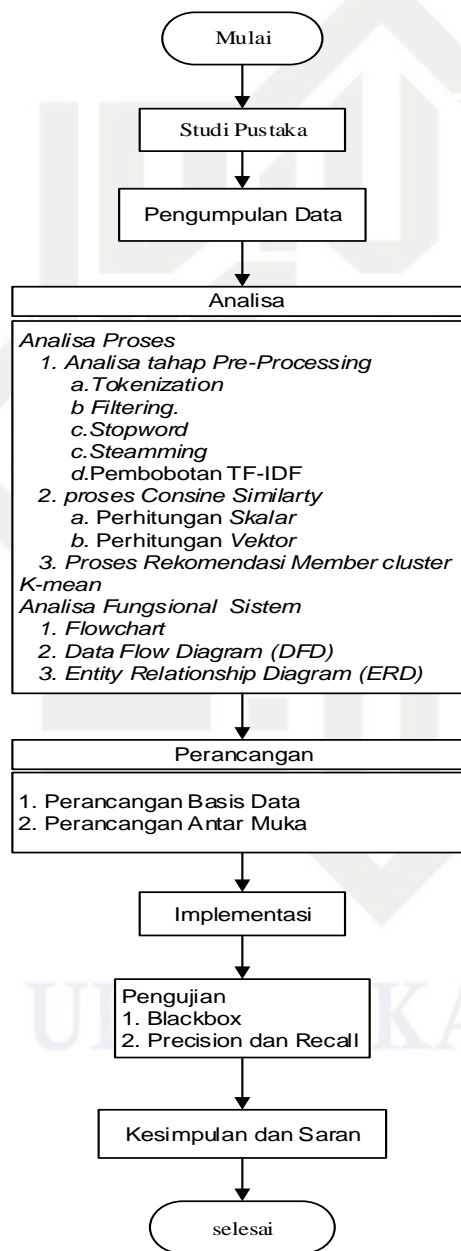 Mulai
Studi Pustaka
Pengumpulan Data
Analisa
Analisa Proses
1. Analisa tahap Pre-Processing
a.Tokenization
b Filtering.
c.Stopword
c.Steamming
d.Pembobotan TF-IDF
2. proses Consine Similarty
a. Perhitungan Skalar
b. Perhitungan Vektor
3. Proses Rekomendasi Member cluster
K-mean
Analisa Fungsional Sistem
1. Flowchart
2. Data Flow Diagram (DFD)
3. Entity Relationship Diagram (ERD)
Perancangan
1. Perancangan Basis Data
2. Perancangan Antar Muka
Implementasi
Pengujian
1. Blackbox
2. Precision dan Recall
Kesimpulan dan Saran
selesai